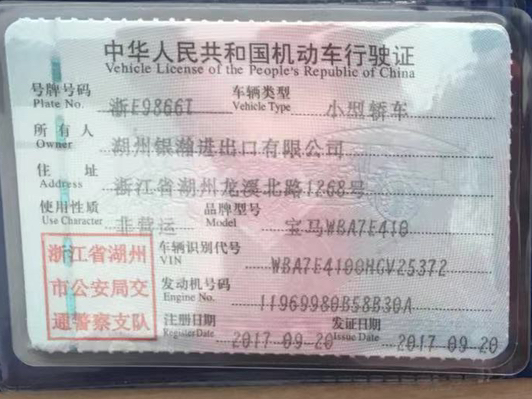 中华人民共和国机动车行驶证
Vehicle License of the People's Republic of China
号牌号码 浙E9866T 车辆类型 小型轿车
Plate No. Vehicle Type
所有人 湖州银瀚进出口有限公司
Owner
住址 浙江省湖州龙溪北路1268号
Address
使用性质 非营运 品牌型号 宝马WBA7E410
Use Character Model
浙江省湖州
市公安局交
通警察支队
车辆识别代号 WBA7E4100HGV25372
VIN
发动机号码 11969980B58B30A
Engine No.
注册日期 2017-09-20 发证日期 2017-09-20
Register Date Issue Date